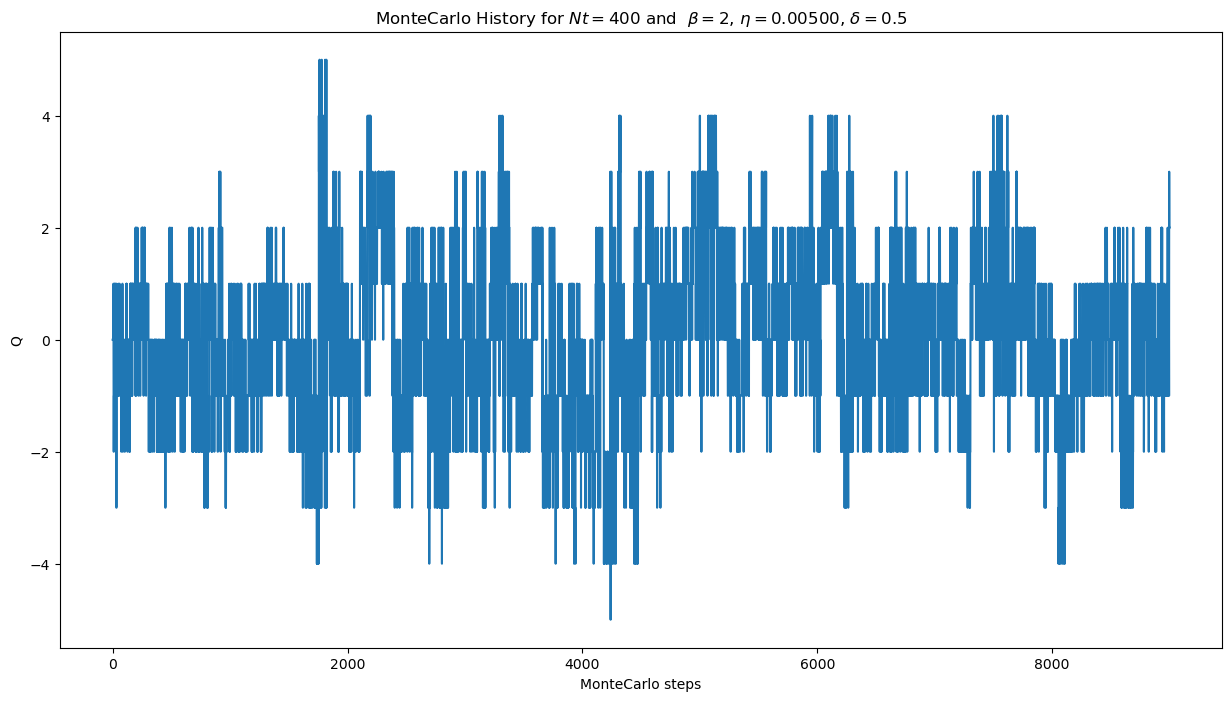 MonteCarlo History for Nt = 400 and β = 2, η = 0.00500, δ = 0.5
Q
4
2
0
−2
−4
0 2000 4000 6000 8000
MonteCarlo steps